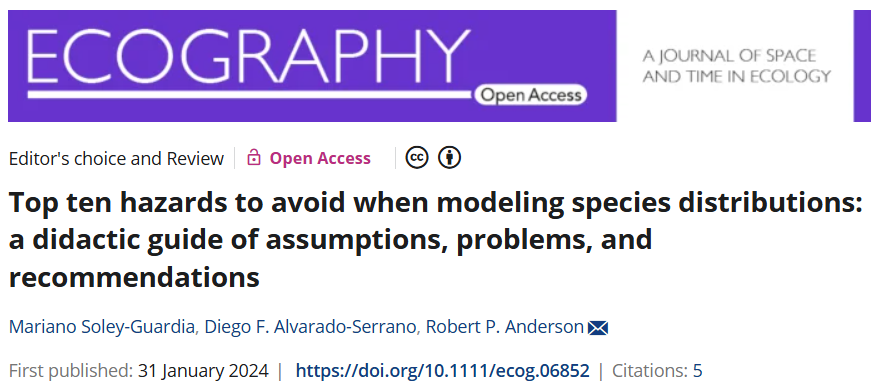 ECOGRAPHY
Open Access
A JOURNAL OF SPACE
AND TIME IN ECOLOGY
Editor's choice and Review Open Access
Top ten hazards to avoid when modeling species distributions:
a didactic guide of assumptions, problems, and
recommendations
Mariano Soley-Guardia, Diego F. Alvarado-Serrano, Robert P. Anderson
First published: 31 January 2024 | https://doi.org/10.1111/ecog.06852 | Citations: 5